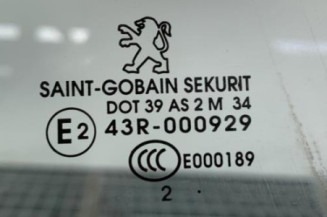 SAINT-GOBAIN SEKURIT
DOT 39 AS 2 M 34
E2 43R-000929
CCC E000189
2